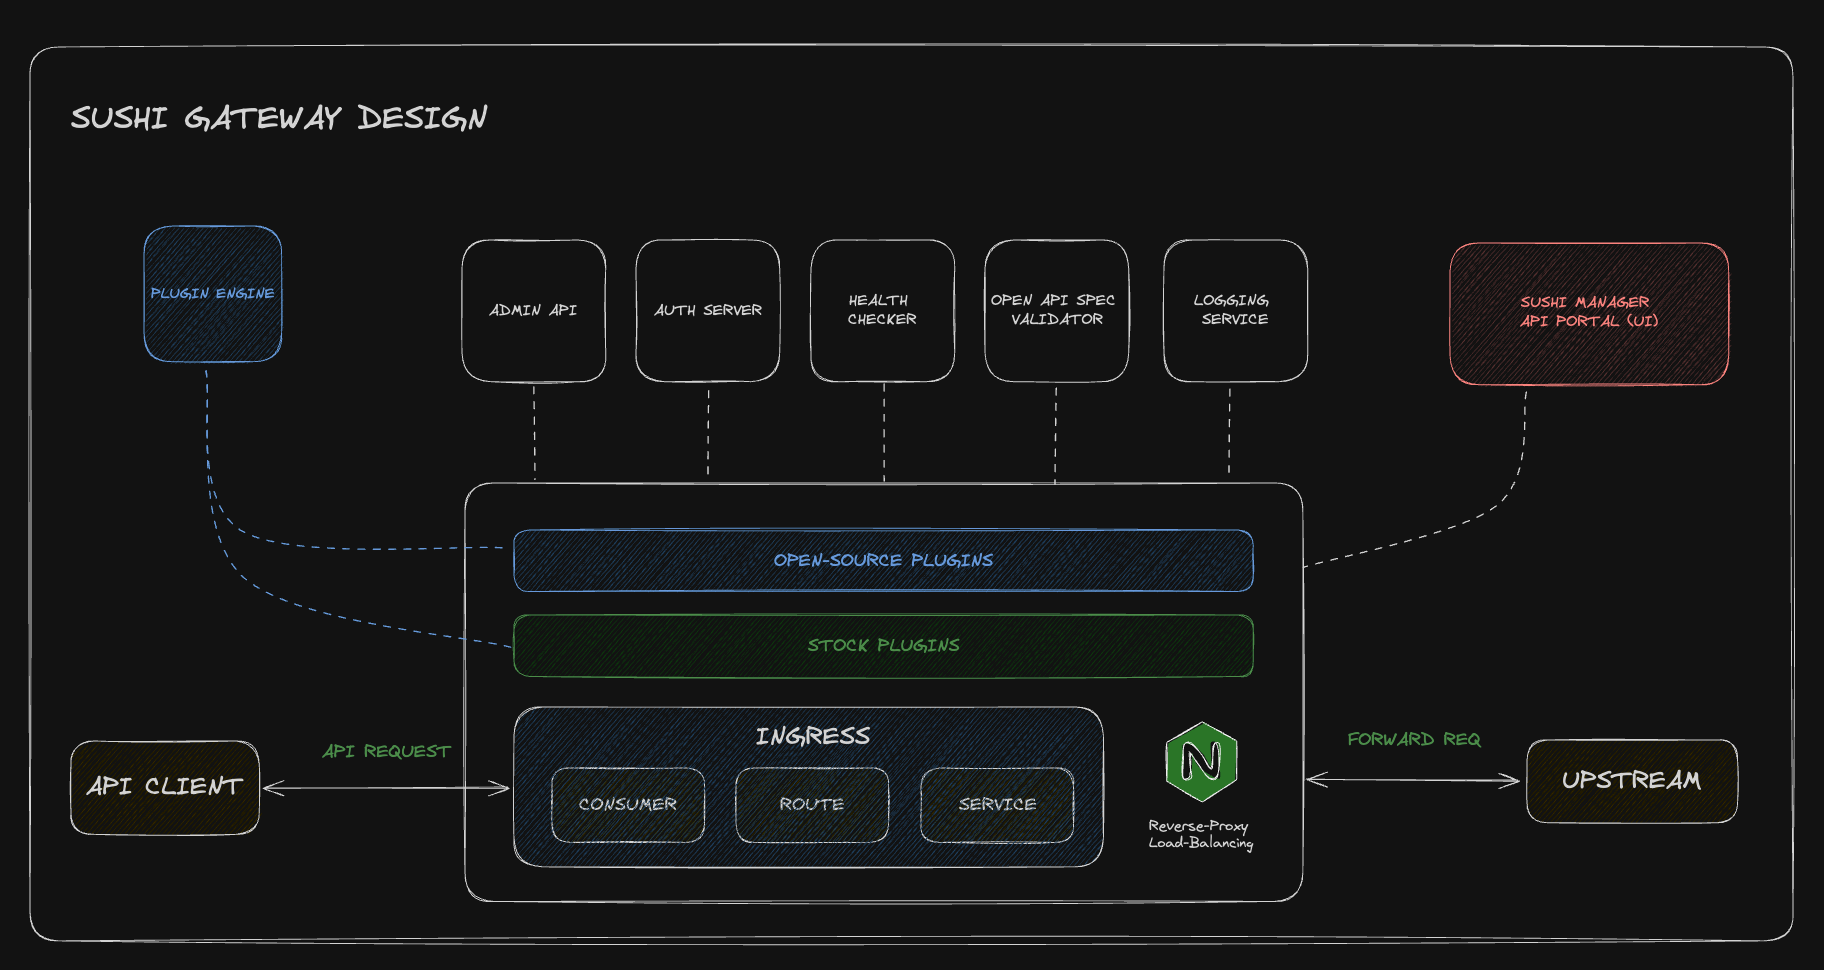 SUSHI GATEWAY DESIGN
PLUGIN ENGINE
ADMIN API
AUTH SERVER
HEALTH
CHECKER
OPEN API SPEC
VALIDATOR
LOGGING
SERVICE
SUSHI MANAGER
API PORTAL (UI)
OPEN-SOURCE PLUGINS
STOCK PLUGINS
INGRESS
CONSUMER
ROUTE
SERVICE
N
Reverse-Proxy
Load-Balancing
API CLIENT
API REQUEST
FORWARD REQ
UPSTREAM